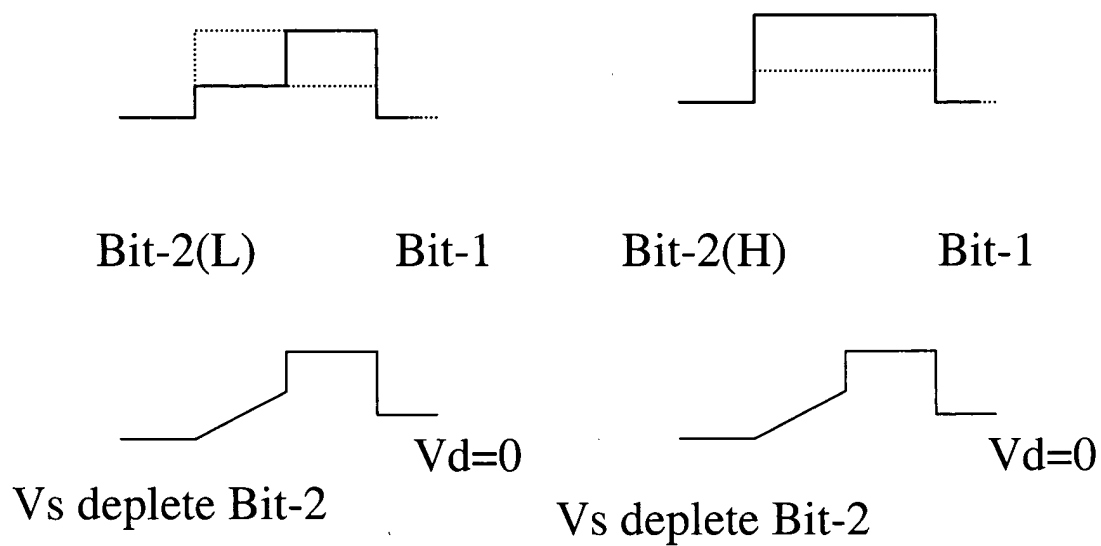 Bit-2(L) Bit-1 Bit-2(H) Bit-1
Vd=0 Vd=0
Vs deplete Bit-2 Vs deplete Bit-2